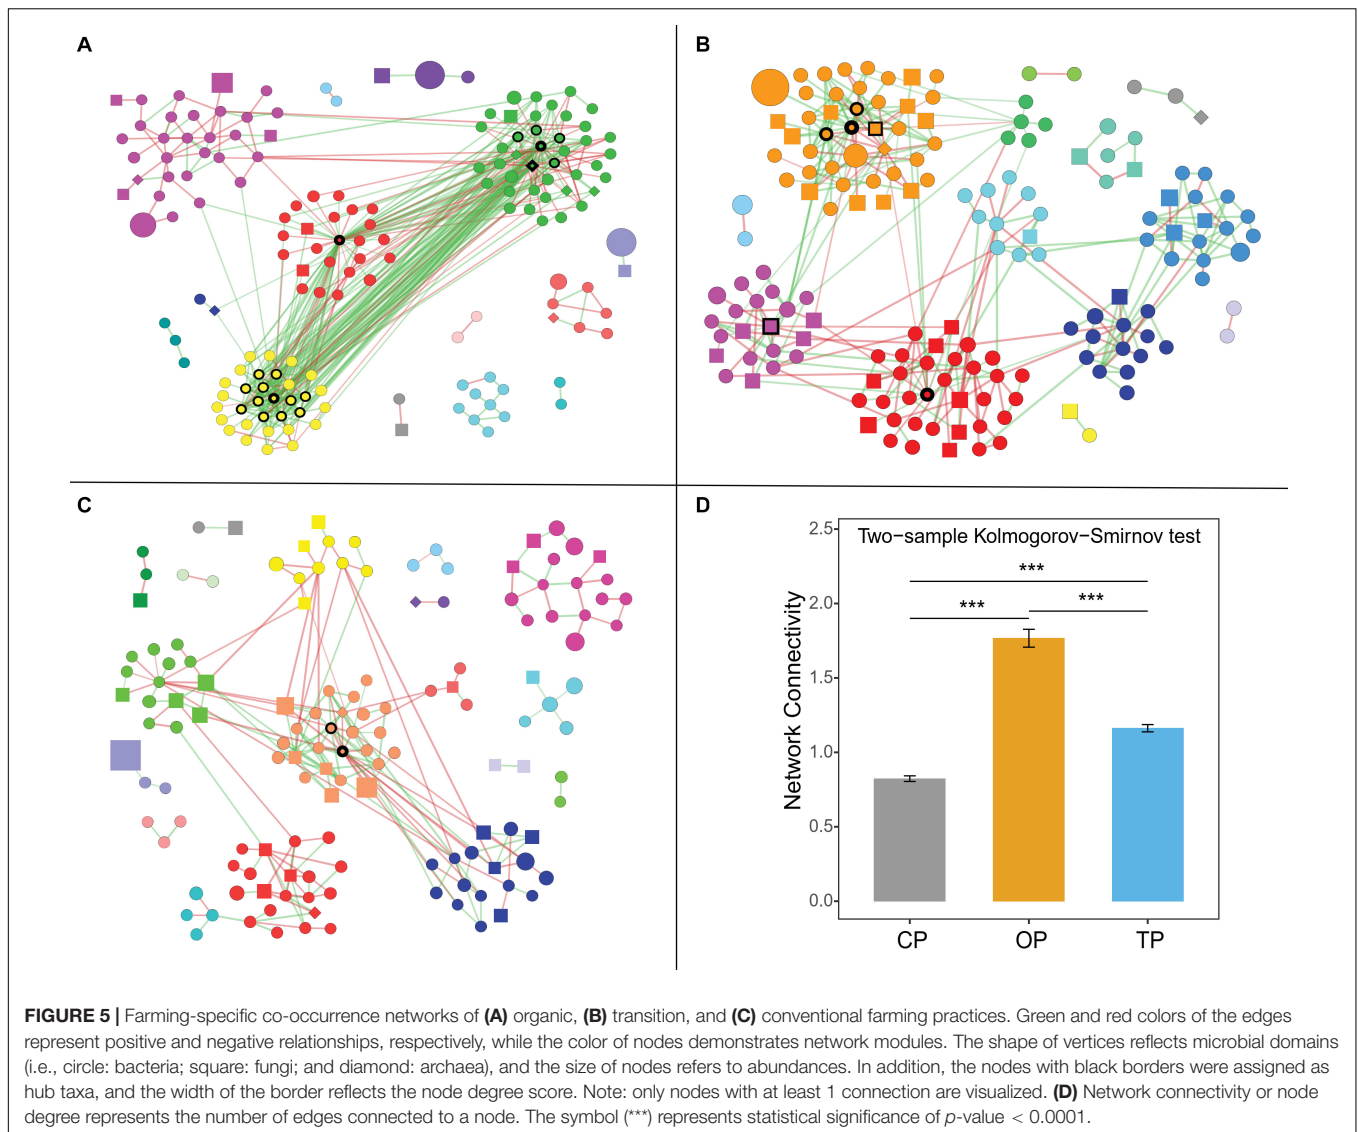 A
B
C
D
Two−sample Kolmogorov−Smirnov test
***
***
***
Network Connectivity
2.5
2.0
1.5
1.0
0.5
0.0
CP
OP
TP
FIGURE 5 | Farming-specific co-occurrence networks of (A) organic, (B) transition, and (C) conventional farming practices. Green and red colors of the edges
represent positive and negative relationships, respectively, while the color of nodes demonstrates network modules. The shape of vertices reflects microbial domains
(i.e., circle: bacteria; square: fungi; and diamond: archaea), and the size of nodes refers to abundances. In addition, the nodes with black borders were assigned as
hub taxa, and the width of the border reflects the node degree score. Note: only nodes with at least 1 connection are visualized. (D) Network connectivity or node
degree represents the number of edges connected to a node. The symbol (***) represents statistical significance of p-value < 0.0001.